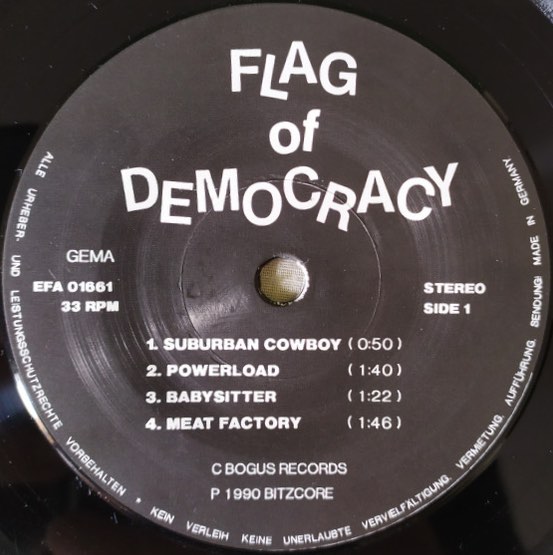 FLAG
of
DEMOCRACY
GEMA
EFA 01661
33 RPM
STEREO
SIDE 1
1. SUBURBAN COWBOY ( 0:50 )
2. POWERLOAD ( 1:40 )
3. BABYSITTER ( 1:22 )
4. MEAT FACTORY ( 1:46 )
C BOGUS RECORDS
P 1990 BITZCORE
ALLE URHEBER- UND LEISTUNGSSCHUTZRECHTE VORBEHALTEN • KEIN VERLEIH KEINE UNERLAUBTE VERVIELFÄLTIGUNG, VERMIETUNG, AUFFÜHRUNG, SENDUNG! MADE IN GERMANY